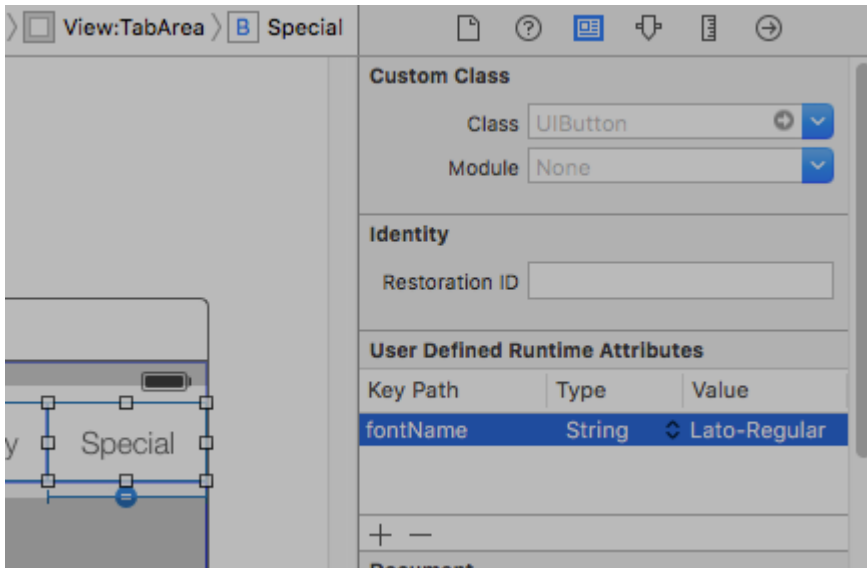 View:TabArea B Special
Custom Class
Class UIButton
Module None
Identity
Restoration ID
User Defined Runtime Attributes
Key Path Type Value
fontName String Lato-Regular
y Special
Document